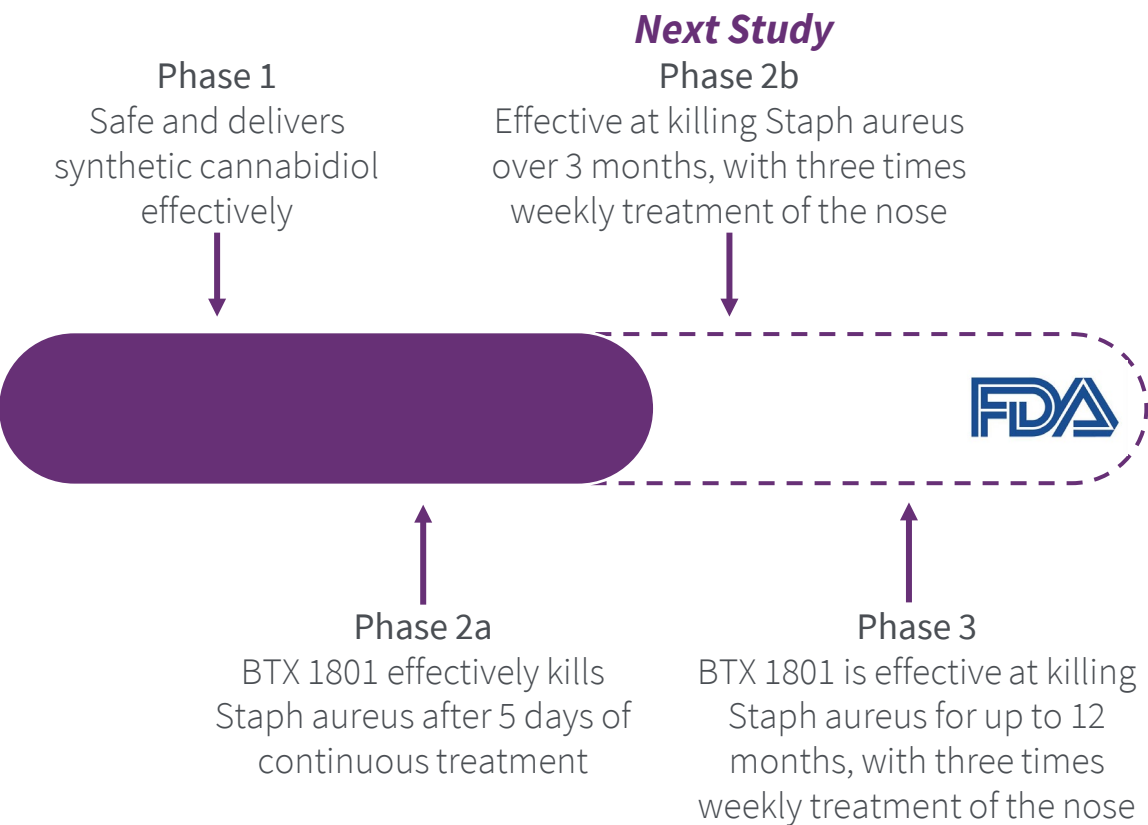 Next Study
Phase 1
Safe and delivers
synthetic cannabidiol
effectively
Phase 2b
Effective at killing Staph aureus
over 3 months, with three times
weekly treatment of the nose
FDA
Phase 2a
BTX 1801 effectively kills
Staph aureus after 5 days of
continuous treatment
Phase 3
BTX 1801 is effective at killing
Staph aureus for up to 12
months, with three times
weekly treatment of the nose